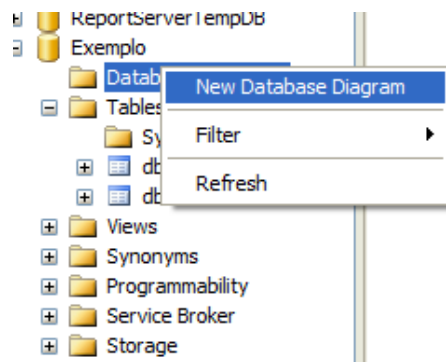 ReportServerTempDB
Exemplo
Datab
New Database Diagram
Tables
Filter
Sy
db
Refresh
db
Views
Synonyms
Programmability
Service Broker
Storage